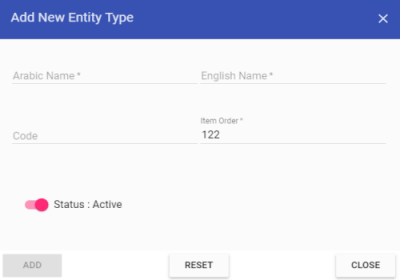 Add New Entity Type
Arabic Name *
English Name *
Code
Item Order *
122
Status : Active
ADD
RESET
CLOSE